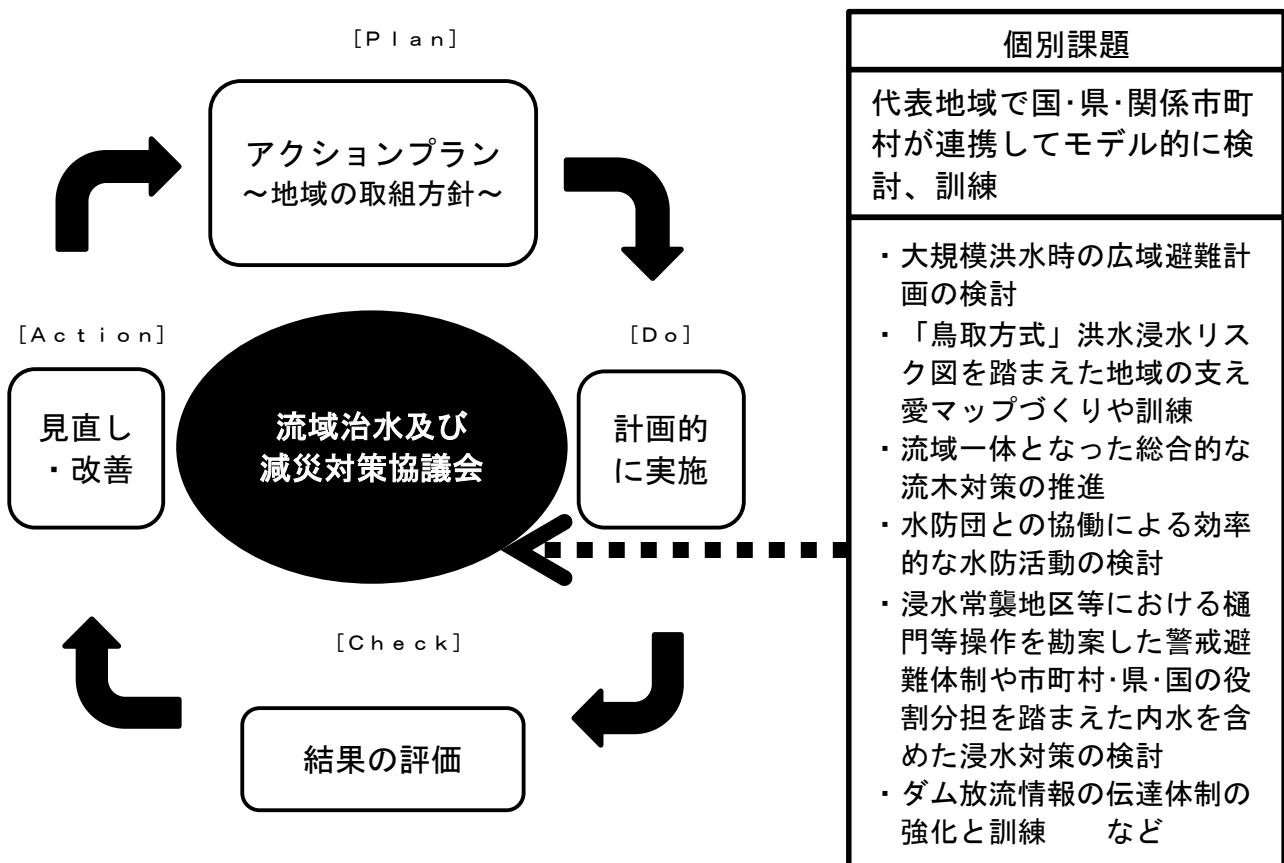 ［Ｐｌａｎ］
アクションプラン
～地域の取組方針～
［Ａｃｔｉｏｎ］
見直し
・改善
流域治水及び
減災対策協議会
［Ｄｏ］
計画的
に実施
［Ｃｈｅｃｋ］
結果の評価
個別課題
代表地域で国･県･関係市町
村が連携してモデル的に検
討、訓練
・大規模洪水時の広域避難計
画の検討
・「鳥取方式」洪水浸水リス
ク図を踏まえた地域の支え
愛マップづくりや訓練
・流域一体となった総合的な
流木対策の推進
・水防団との協働による効率
的な水防活動の検討
・浸水常襲地区等における樋
門等操作を勘案した警戒避
難体制や市町村･県･国の役
割分担を踏まえた内水を含
めた浸水対策の検討
・ダム放流情報の伝達体制の
強化と訓練　　など